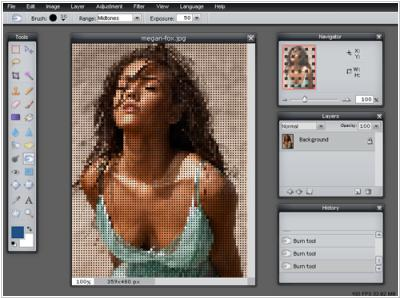 File Edit Image Layer Adjustment Filter View Language Help
Brush: Range: Midtones Exposure: 50
Tools
megan-fox.jpg
Navigator
X:
Y:
W:
H:
100 %
Layers
Normal Opacity: 100
Background
History
Burn tool
Burn tool
Burn tool
100% 359x480 px